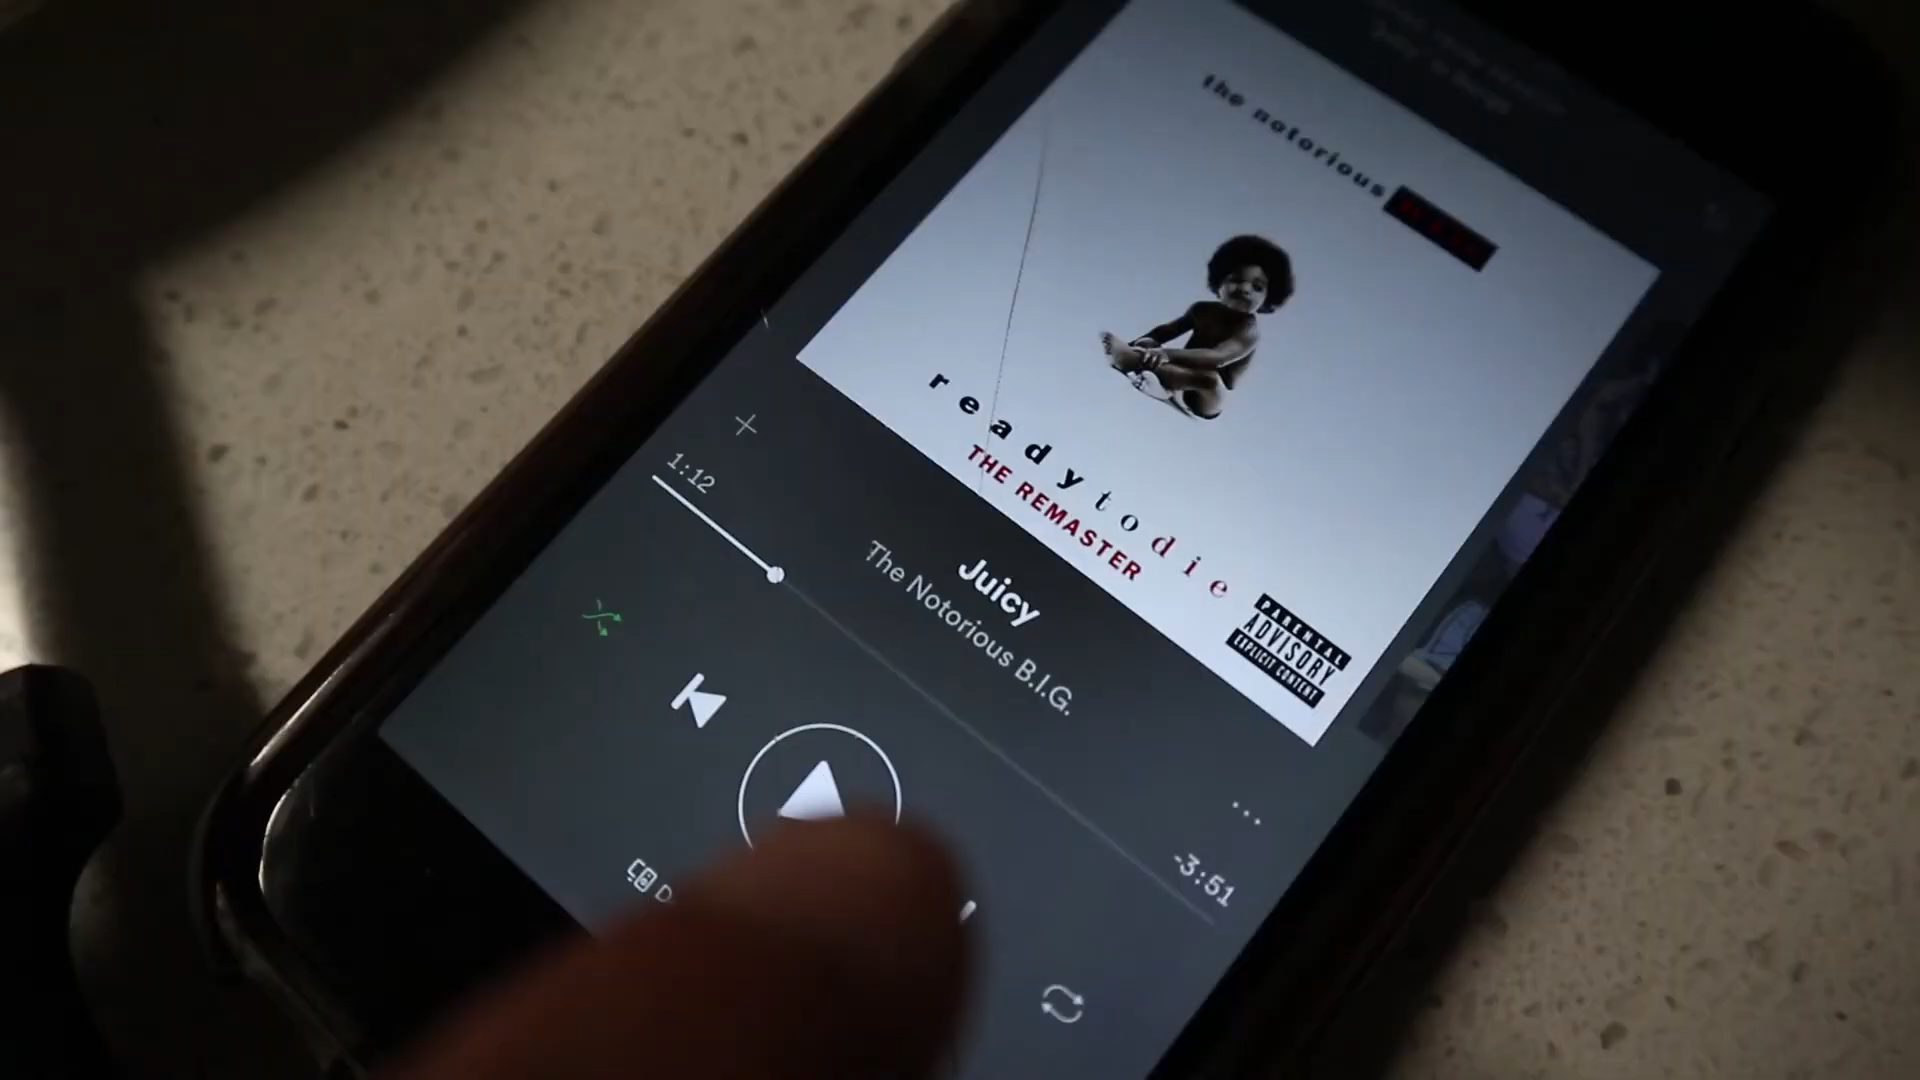 the notorious
ready to die
THE REMASTER
PARENTAL
ADVISORY
EXPLICIT CONTENT
1:12
Juicy
The Notorious B.I.G.
-3:51
D